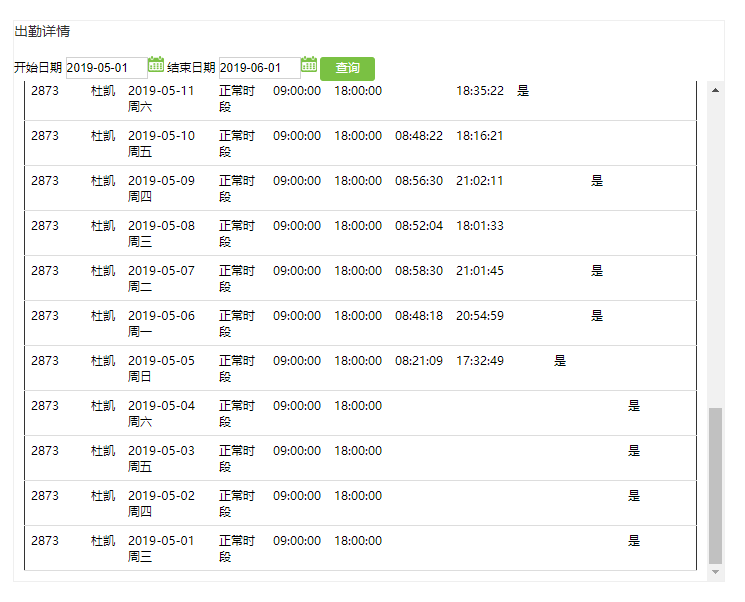 出勤详情
开始日期 2019-05-01 结束日期 2019-06-01 查询
2873 杜凯 2019-05-11 正常时 09:00:00 18:00:00 18:35:22 是
周六 段
2873 杜凯 2019-05-10 正常时 09:00:00 18:00:00 08:48:22 18:16:21
周五 段
2873 杜凯 2019-05-09 正常时 09:00:00 18:00:00 08:56:30 21:02:11 是
周四 段
2873 杜凯 2019-05-08 正常时 09:00:00 18:00:00 08:52:04 18:01:33
周三 段
2873 杜凯 2019-05-07 正常时 09:00:00 18:00:00 08:58:30 21:01:45 是
周二 段
2873 杜凯 2019-05-06 正常时 09:00:00 18:00:00 08:48:18 20:54:59 是
周一 段
2873 杜凯 2019-05-05 正常时 09:00:00 18:00:00 08:21:09 17:32:49 是
周日 段
2873 杜凯 2019-05-04 正常时 09:00:00 18:00:00 是
周六 段
2873 杜凯 2019-05-03 正常时 09:00:00 18:00:00 是
周五 段
2873 杜凯 2019-05-02 正常时 09:00:00 18:00:00 是
周四 段
2873 杜凯 2019-05-01 正常时 09:00:00 18:00:00 是
周三 段